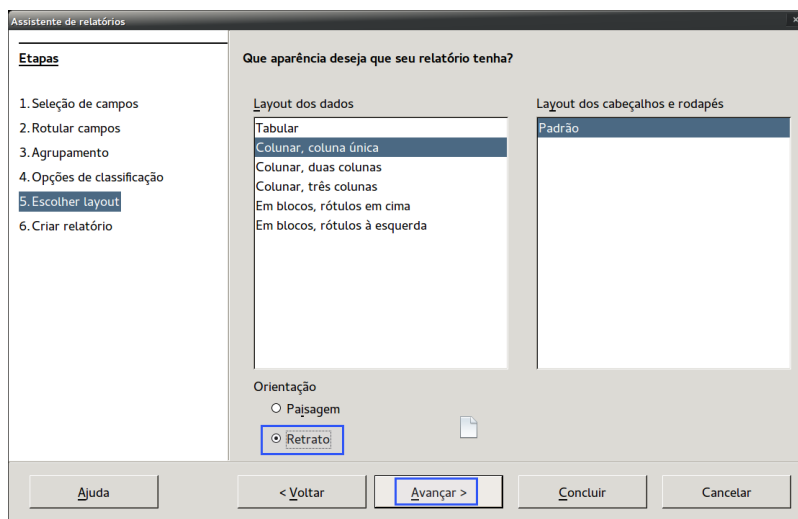 Assistente de relatórios
×
Etapas
1. Seleção de campos
2. Rotular campos
3. Agrupamento
4. Opções de classificação
5. Escolher layout
6. Criar relatório
Que aparência deseja que seu relatório tenha?
Layout dos dados
Tabular
Colunar, coluna única
Colunar, duas colunas
Colunar, três colunas
Em blocos, rótulos em cima
Em blocos, rótulos à esquerda
Layout dos cabeçalhos e rodapés
Padrão
Orientação
Paisagem
Retrato
Ajuda
< Voltar
Avançar >
Concluir
Cancelar